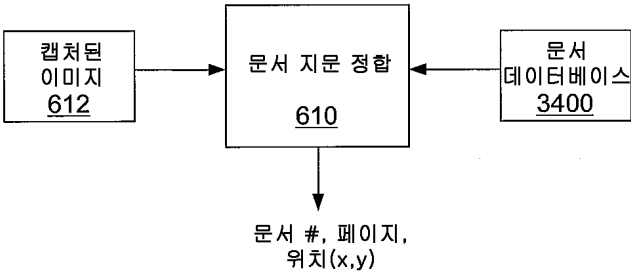 캡처된
이미지
612
문서 지문 정합
610
문서
데이터베이스
3400
문서 #, 페이지,
위치(x,y)